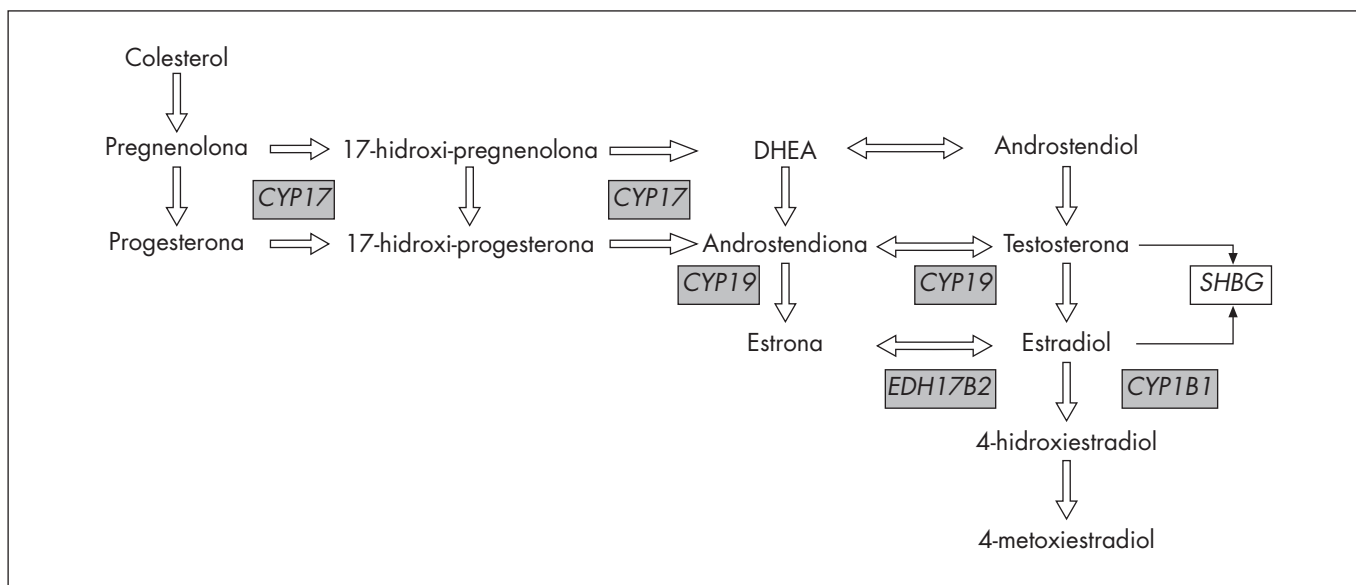 Colesterol
Pregnenolona
17-hidroxi-pregnenolona
DHEA
Androstendiol
CYP17
CYP17
Progesterona
17-hidroxi-progesterona
Androstendiona
Testosterona
CYP19
CYP19
SHBG
Estrona
Estradiol
EDH17B2
CYP1B1
4-hidroxiestradiol
4-metoxiestradiol